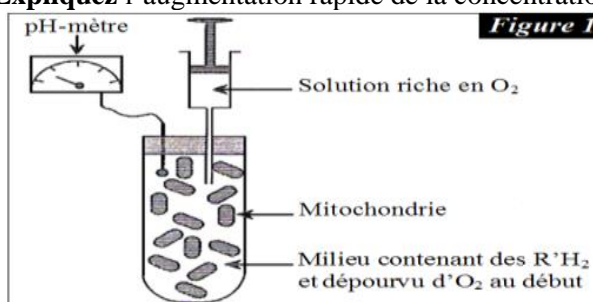 Expliquez l'augmentation rapide de la concentratio
Figure 1
pH-mètre
Solution riche en O₂
Mitochondrie
Milieu contenant des R'H₂
et dépourvu d'O₂ au début